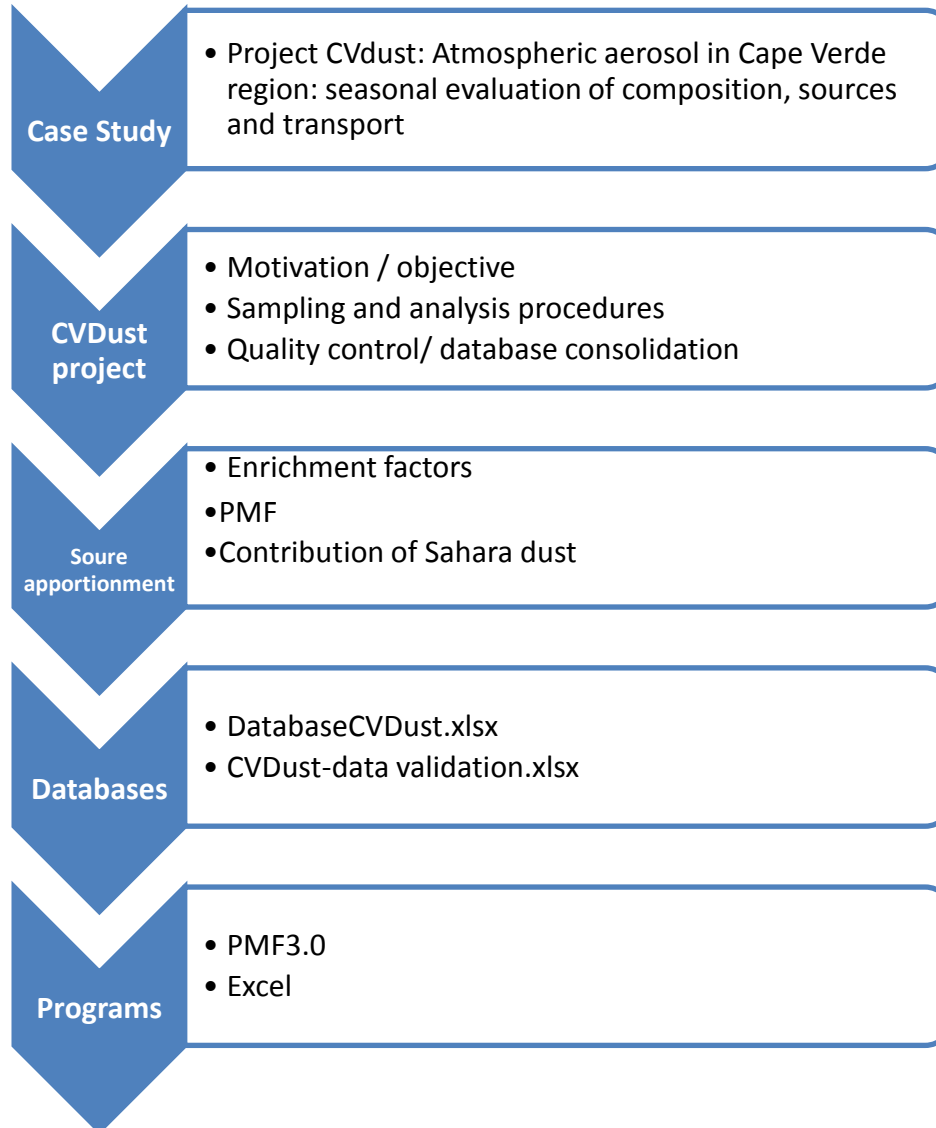 Case Study
• Project CVdust: Atmospheric aerosol in Cape Verde
region: seasonal evaluation of composition, sources
and transport
CVDust
project
• Motivation / objective
• Sampling and analysis procedures
• Quality control/ database consolidation
Soure
apportionment
• Enrichment factors
•PMF
•Contribution of Sahara dust
Databases
• DatabaseCVDust.xlsx
• CVDust-data validation.xlsx
Programs
• PMF3.0
• Excel